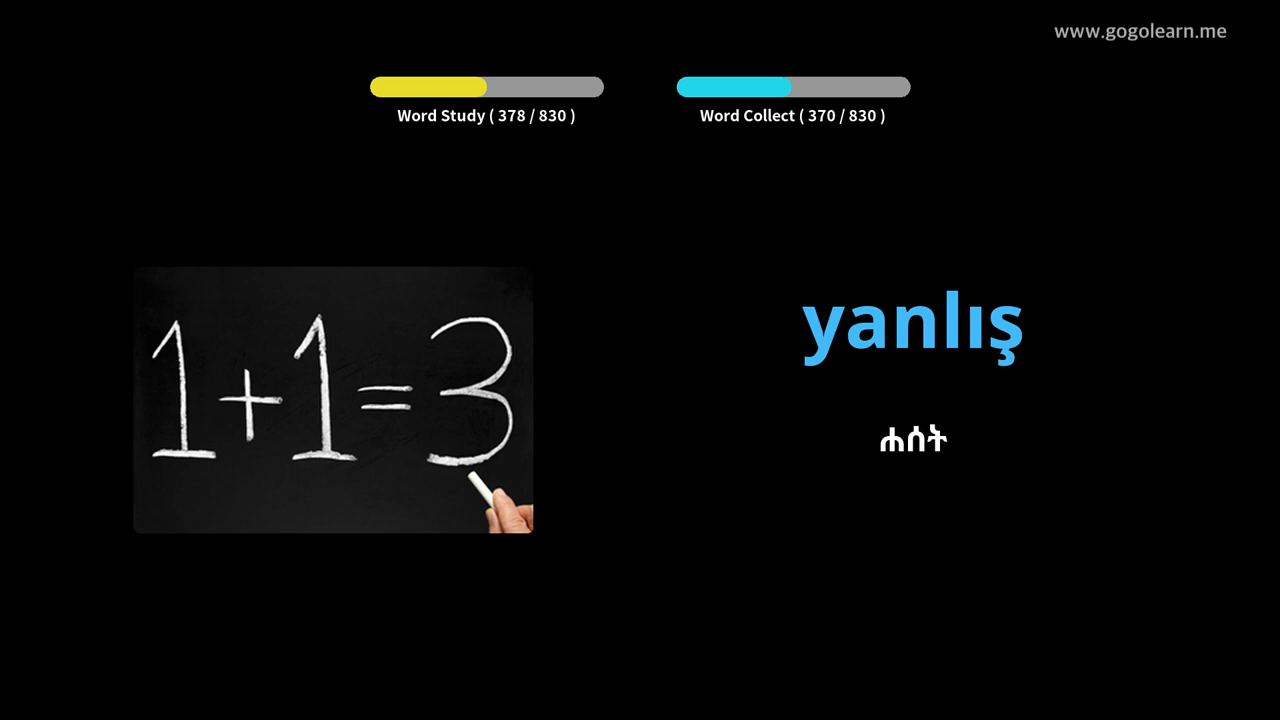 www.gogolearn.me
Word Study ( 378 / 830 )
Word Collect ( 370 / 830 )
1+1=3
yanlış
ሐሰት